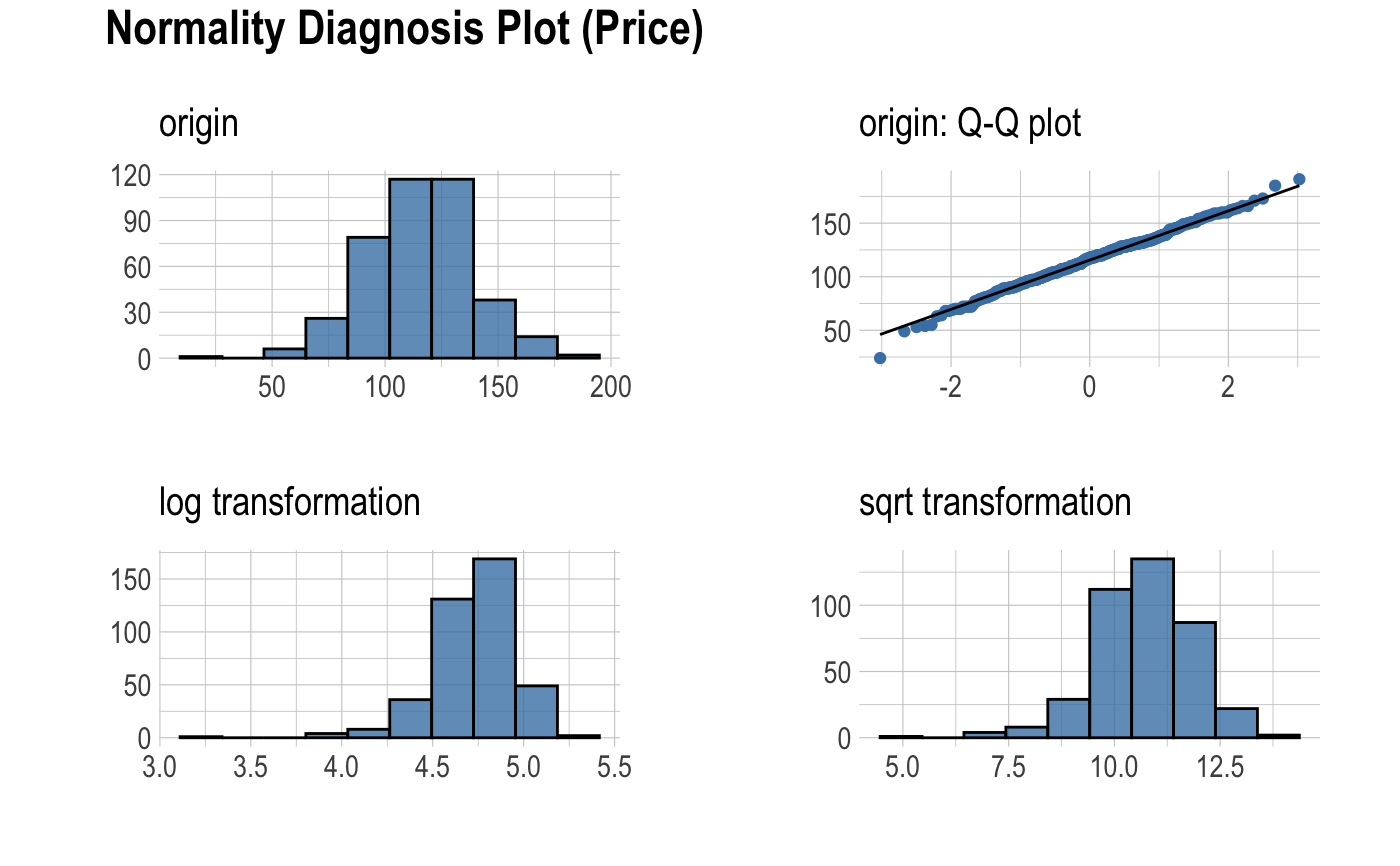 Normality Diagnosis Plot (Price)
origin
120
90
60
30
0
50 100 150 200
origin: Q-Q plot
150
100
50
-2 0 2
log transformation
150
100
50
0
3.0 3.5 4.0 4.5 5.0 5.5
sqrt transformation
100
50
0
5.0 7.5 10.0 12.5